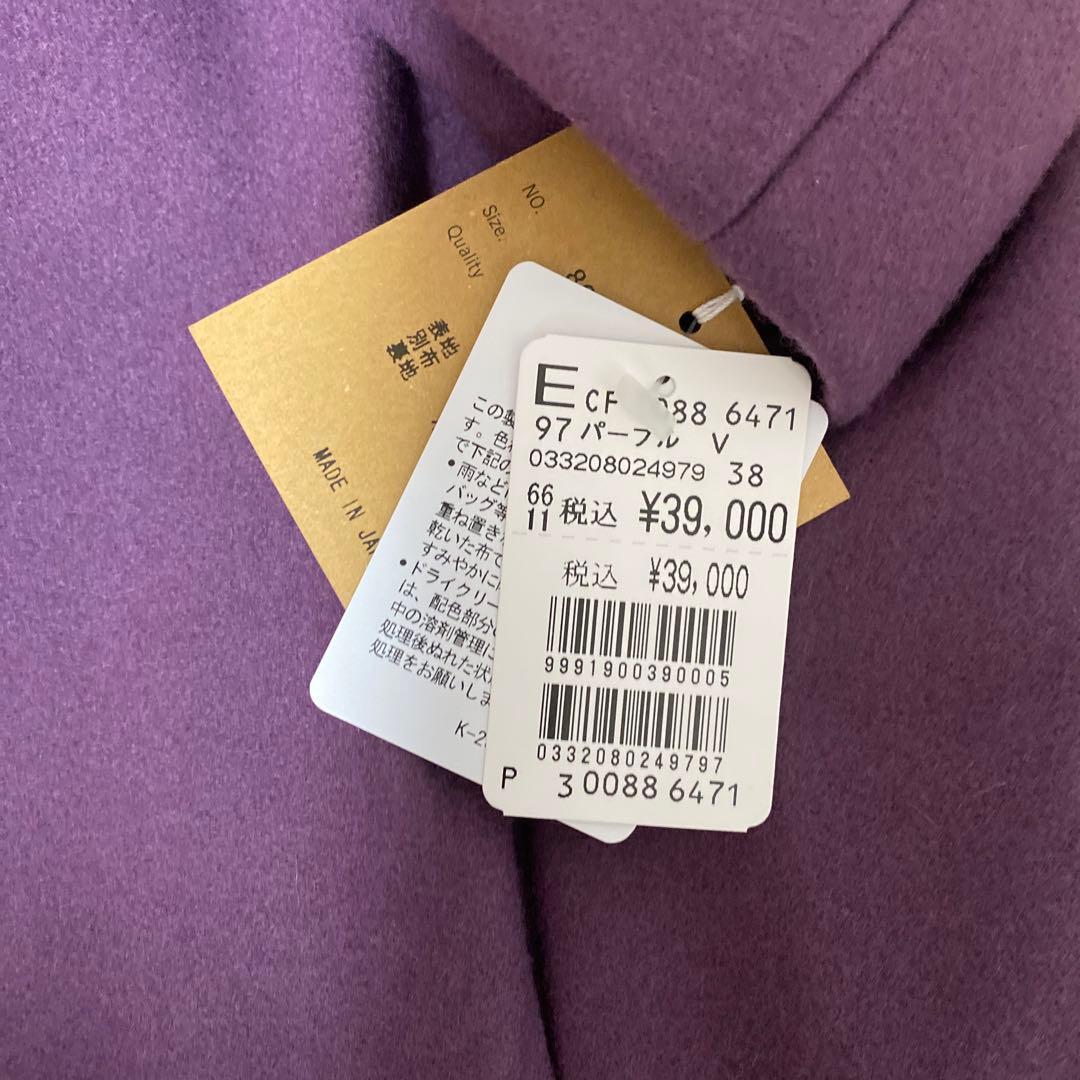 NO.
Size.
Quality
表地
別布
裏地
MADE IN
この製
す。色
で下記の
•雨など
バッグ等
重ね置き
乾いた布で
すみやかに
•ドライクリー
は、配色部分
中の溶剤管理に
処理後ぬれた状
処理をお願いしま
K-2
E CF 088 6471
97 パープル V
033208024979 38
66
11 税込 ¥39,000
税込 ¥39,000
9991900390005
0332080249797
P 3 0088 6471